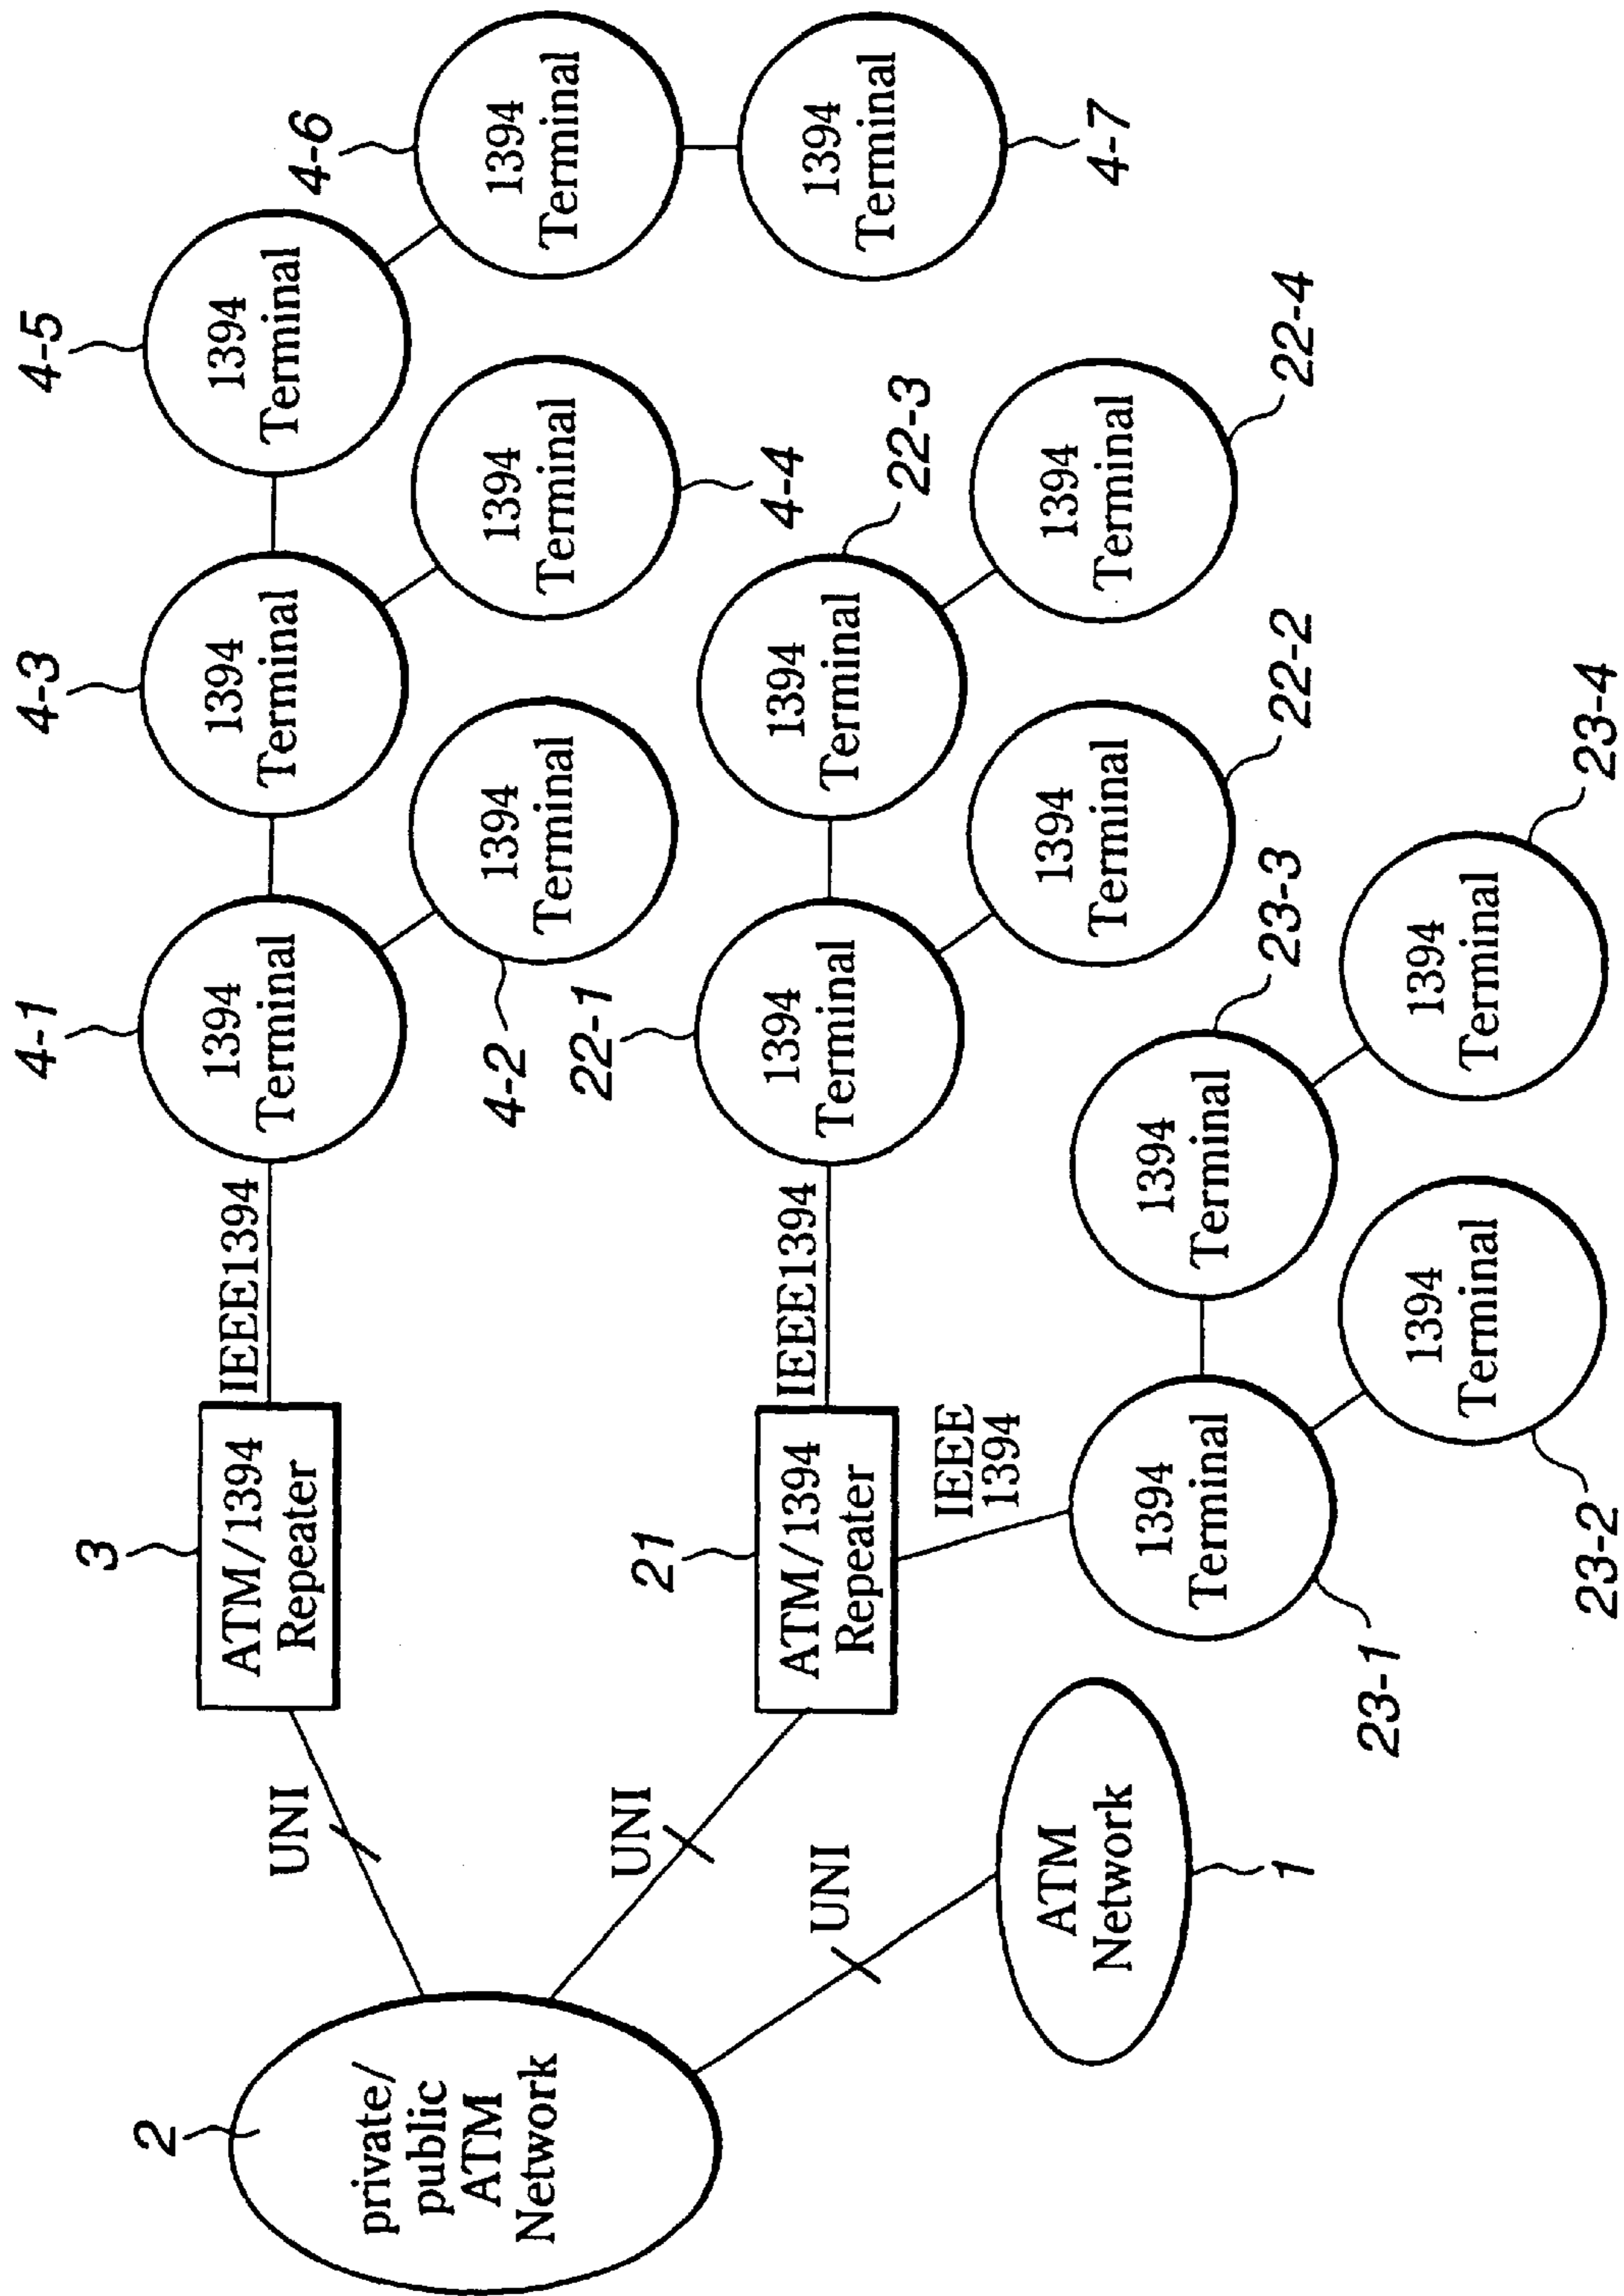 2
private/
public
ATM
Network
UNI
UNI
UNI
ATM
Network
1
3
ATM/1394
Repeater
IEEE1394
4-1
1394
Terminal
4-2
1394
Terminal
4-3
1394
Terminal
4-4
1394
Terminal
4-5
1394
Terminal
4-6
1394
Terminal
4-7
1394
Terminal
21
ATM/1394
Repeater
IEEE1394
22-1
1394
Terminal
22-2
1394
Terminal
22-3
1394
Terminal
22-4
1394
Terminal
IEEE
1394
23-1
1394
Terminal
23-2
1394
Terminal
23-3
1394
Terminal
23-4
1394
Terminal